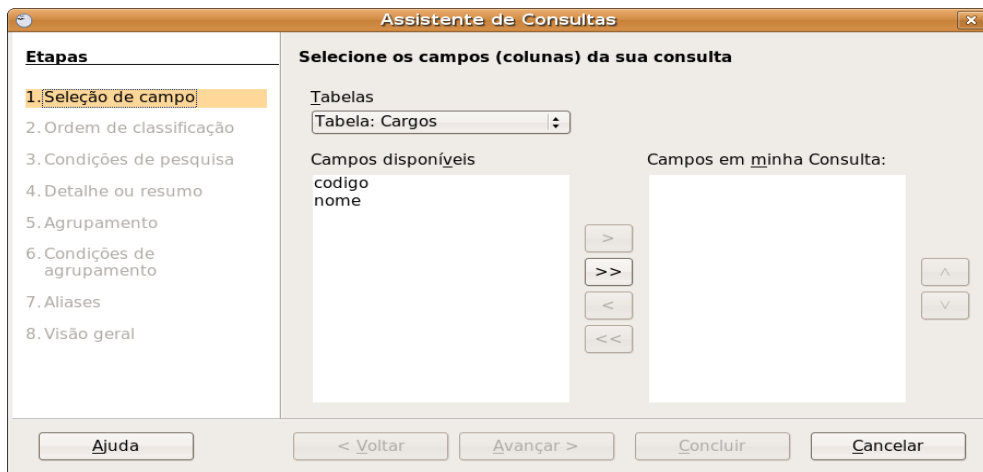 Assistente de Consultas
Etapas
1. Seleção de campo
2. Ordem de classificação
3. Condições de pesquisa
4. Detalhe ou resumo
5. Agrupamento
6. Condições de
agrupamento
7. Aliases
8. Visão geral
Selecione os campos (colunas) da sua consulta
Tabelas
Tabela: Cargos
Campos disponíveis
codigo
nome
>
>>
<
<<
Campos em minha Consulta:
Ajuda
< Voltar
Avançar >
Concluir
Cancelar